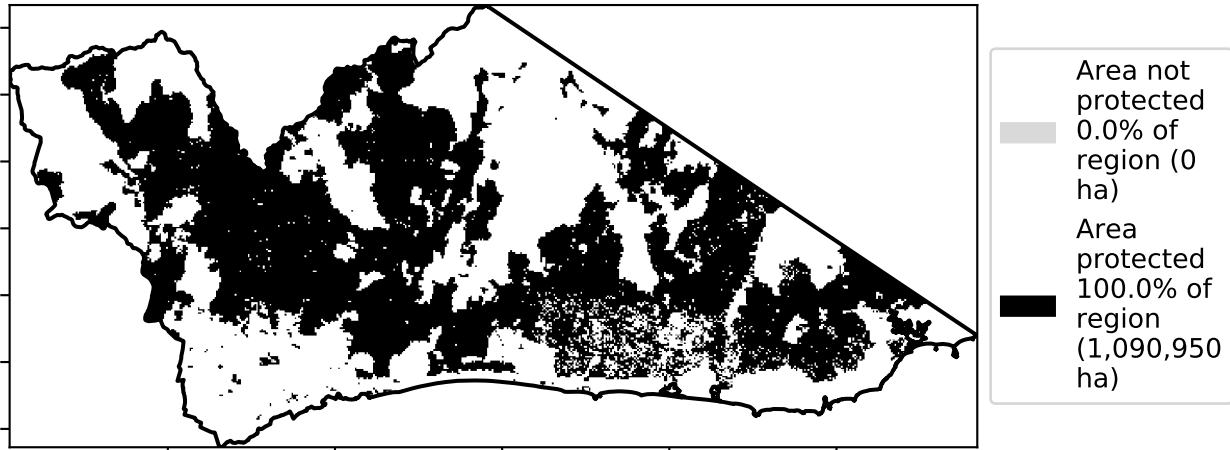 Area not
protected
0.0% of
region (0
ha)
Area
protected
100.0% of
region
(1,090,950
ha)